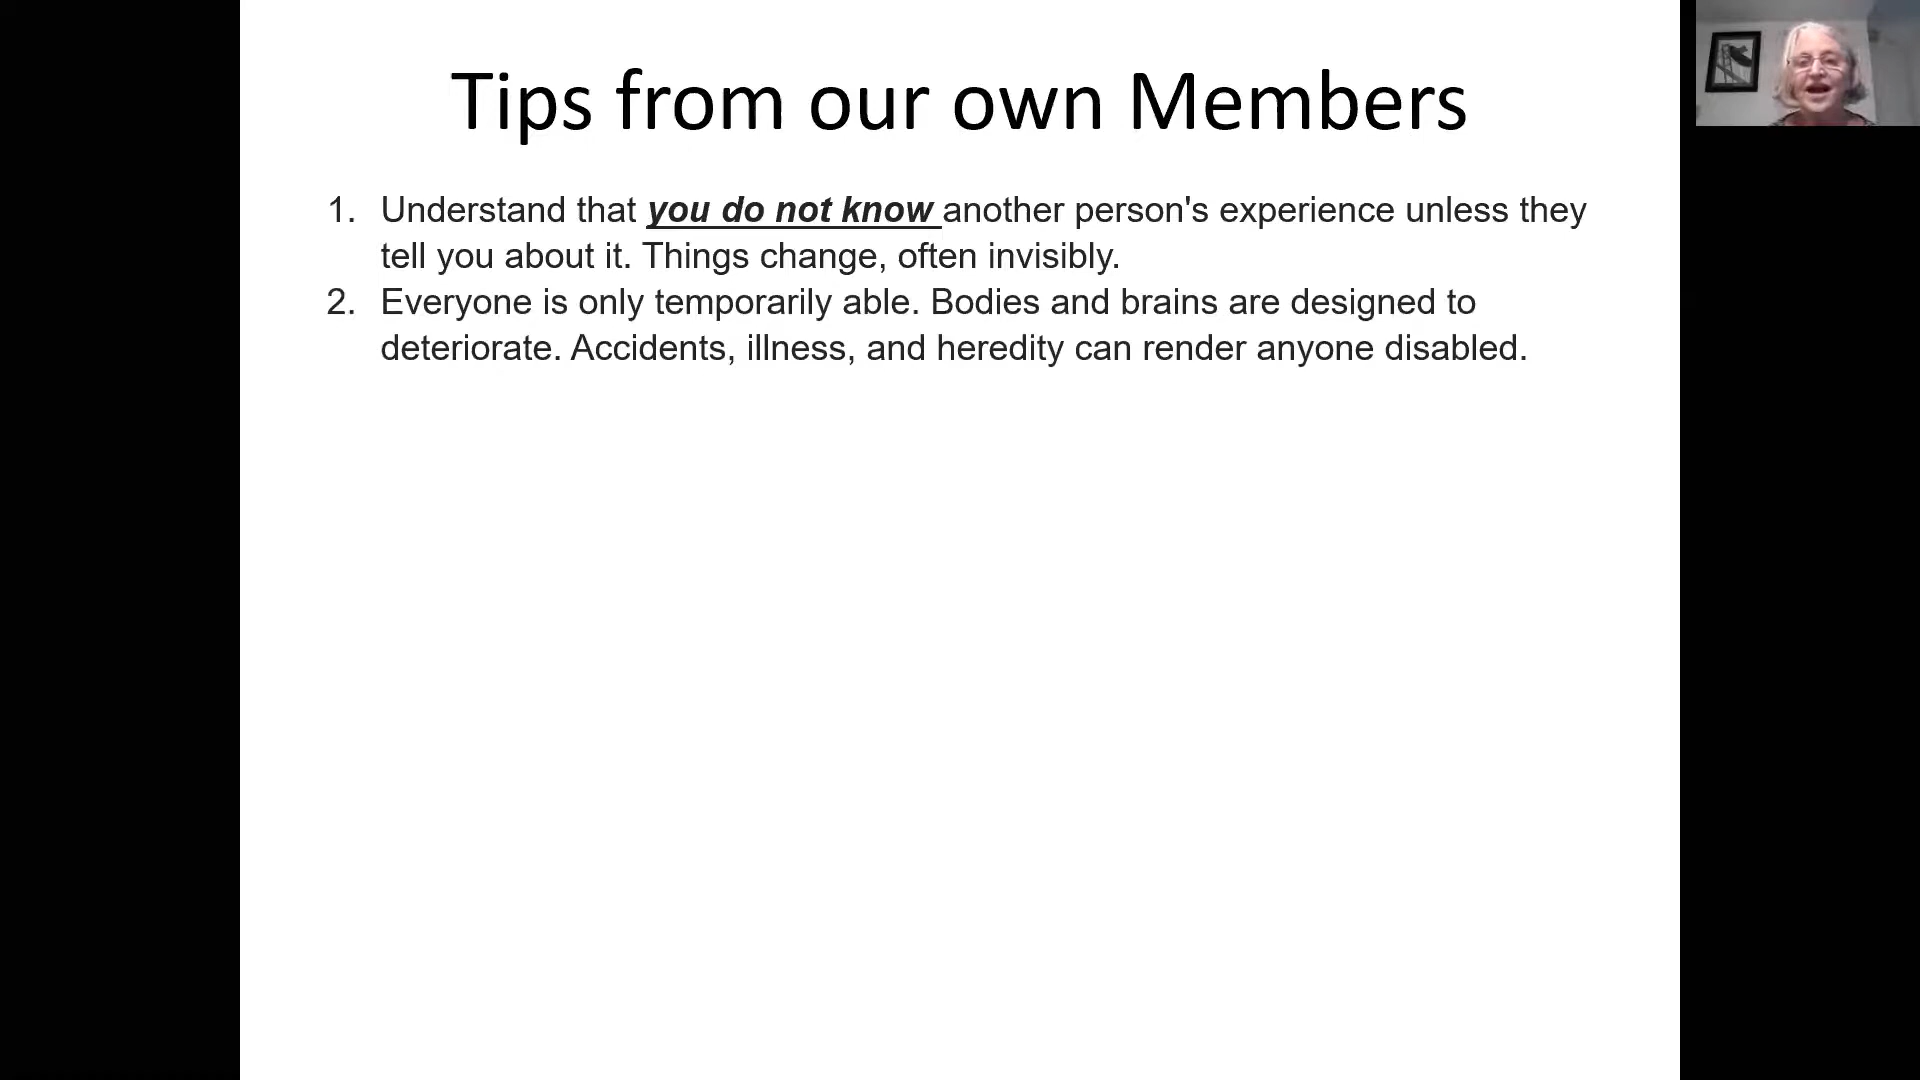 Tips from our own Members
1. Understand that you do not know another person's experience unless they
tell you about it. Things change, often invisibly.
2. Everyone is only temporarily able. Bodies and brains are designed to
deteriorate. Accidents, illness, and heredity can render anyone disabled.